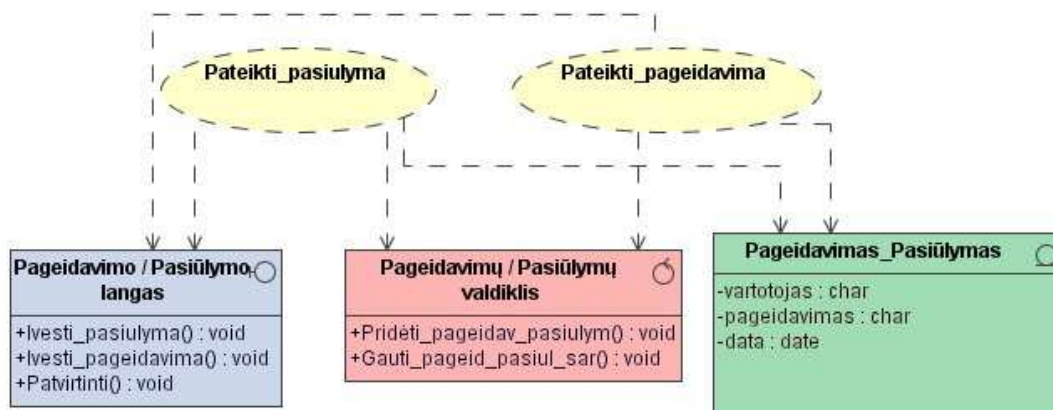 Pateikti_pasiulyma
Pateikti_pageidavima
Pageidavimo / Pasiūlymo
langas
+Ivesti_pasiulyma() : void
+Ivesti_pageidavima() : void
+Patvirtinti() : void
Pageidavimų / Pasiūlymų
valdiklis
+Pridėti_pageidav_pasiulym() : void
+Gauti_pageid_pasiul_sar() : void
Pageidavimas_Pasiūlymas
-vartotojas : char
-pageidavimas : char
-data : date